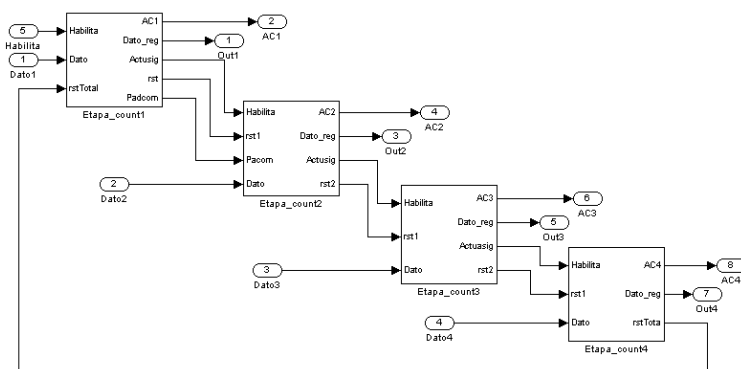 5
Habilita
1
Dato1
Habilita
Dato
rstTotal
AC1
Dato_reg
Actusig
rst
Padcom
Etapa_count1
2
AC1
1
Out1
2
Dato2
Habilita
rst1
Pacom
Dato
AC2
Dato_reg
Actusig
rst2
Etapa_count2
4
AC2
3
Out2
3
Dato3
Habilita
rst1
Dato
AC3
Dato_reg
Actuasig
rst2
Etapa_count3
6
AC3
5
Out3
4
Dato4
Habilita
rst1
Dato
AC4
Dato_reg
rstTota
Etapa_count4
8
AC4
7
Out4